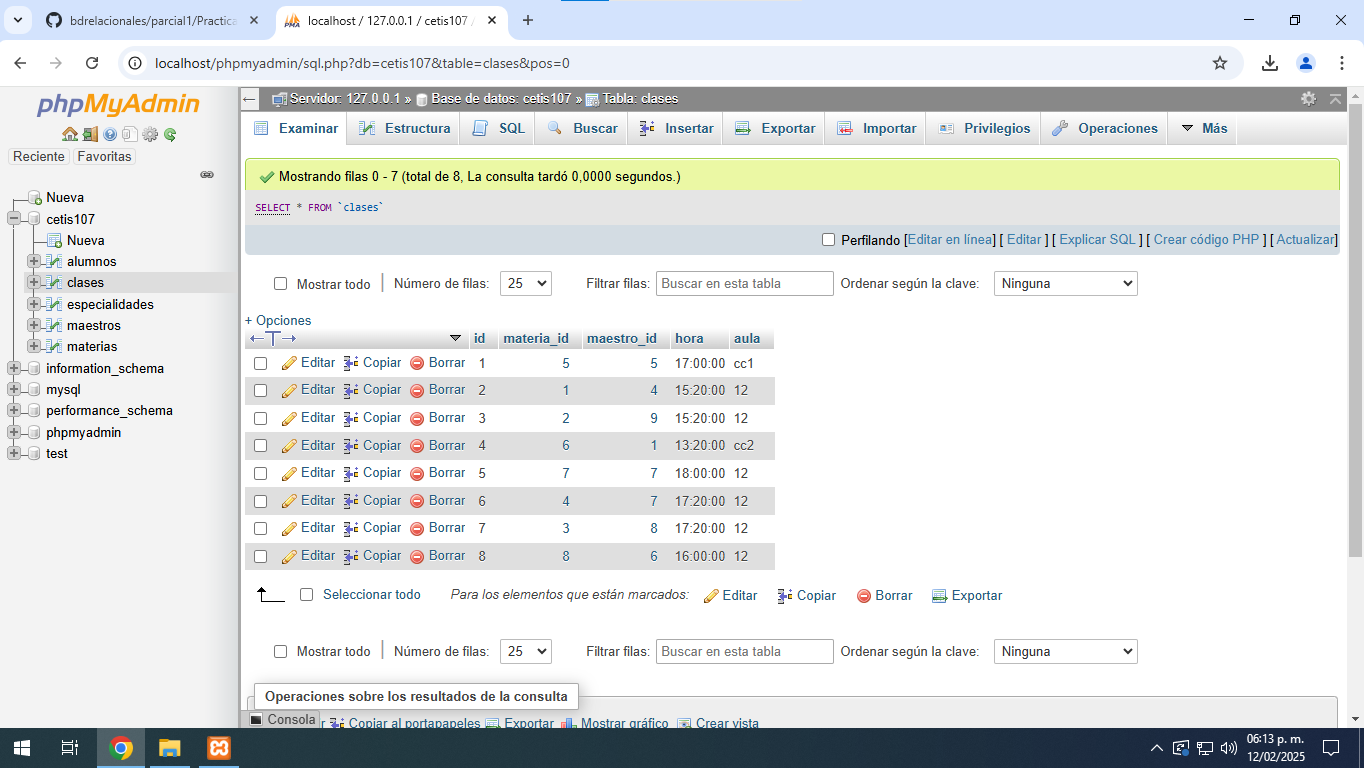 bdrelacionales/parcial1/Practica
localhost / 127.0.0.1 / cetis107 /
localhost/phpmyadmin/sql.php?db=cetis107&table=clases&pos=0
phpMyAdmin
Reciente Favoritas
Nueva
cetis107
Nueva
alumnos
clases
especialidades
maestros
materias
information_schema
mysql
performance_schema
phpmyadmin
test
Servidor: 127.0.0.1 » Base de datos: cetis107 » Tabla: clases
Examinar Estructura SQL Buscar Insertar Exportar Importar Privilegios Operaciones Más
Mostrando filas 0 - 7 (total de 8, La consulta tardó 0,0000 segundos.)
SELECT * FROM `clases`
Perfilando [Editar en línea] [ Editar ] [ Explicar SQL ] [ Crear código PHP ] [ Actualizar]
Mostrar todo Número de filas: 25 Filtrar filas: Buscar en esta tabla Ordenar según la clave: Ninguna
+ Opciones
id materia_id maestro_id hora aula
Editar Copiar Borrar 1 5 5 17:00:00 cc1
Editar Copiar Borrar 2 1 4 15:20:00 12
Editar Copiar Borrar 3 2 9 15:20:00 12
Editar Copiar Borrar 4 6 1 13:20:00 cc2
Editar Copiar Borrar 5 7 7 18:00:00 12
Editar Copiar Borrar 6 4 7 17:20:00 12
Editar Copiar Borrar 7 3 8 17:20:00 12
Editar Copiar Borrar 8 8 6 16:00:00 12
Seleccionar todo Para los elementos que están marcados: Editar Copiar Borrar Exportar
Mostrar todo Número de filas: 25 Filtrar filas: Buscar en esta tabla Ordenar según la clave: Ninguna
Operaciones sobre los resultados de la consulta
Consola Copiar al portapapeles Exportar Mostrar gráfico Crear vista
06:13 p. m.
12/02/2025